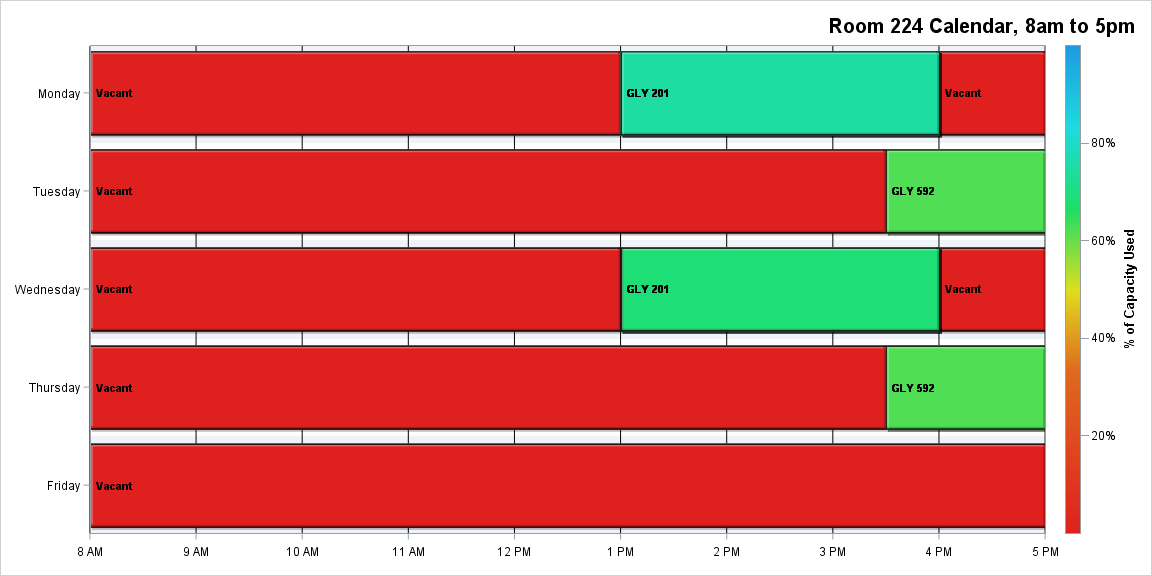 Room 224 Calendar, 8am to 5pm
Monday
Vacant
GLY 201
Vacant
Tuesday
Vacant
GLY 592
Wednesday
Vacant
GLY 201
Vacant
Thursday
Vacant
GLY 592
Friday
Vacant
8 AM
9 AM
10 AM
11 AM
12 PM
1 PM
2 PM
3 PM
4 PM
5 PM
80%
60%
40%
20%
% of Capacity Used